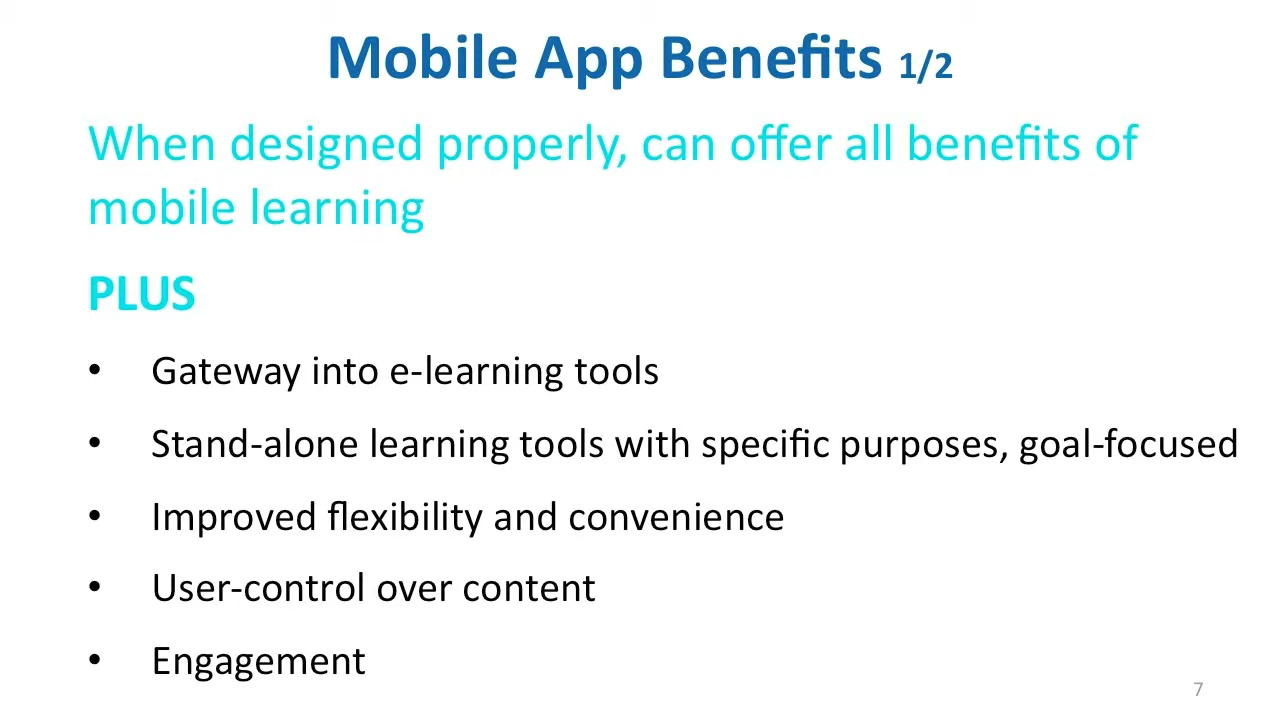 Mobile App Benefits 1/2
When designed properly, can offer all benefits of
mobile learning
PLUS
• Gateway into e-learning tools
• Stand-alone learning tools with specific purposes, goal-focused
• Improved flexibility and convenience
• User-control over content
• Engagement
7